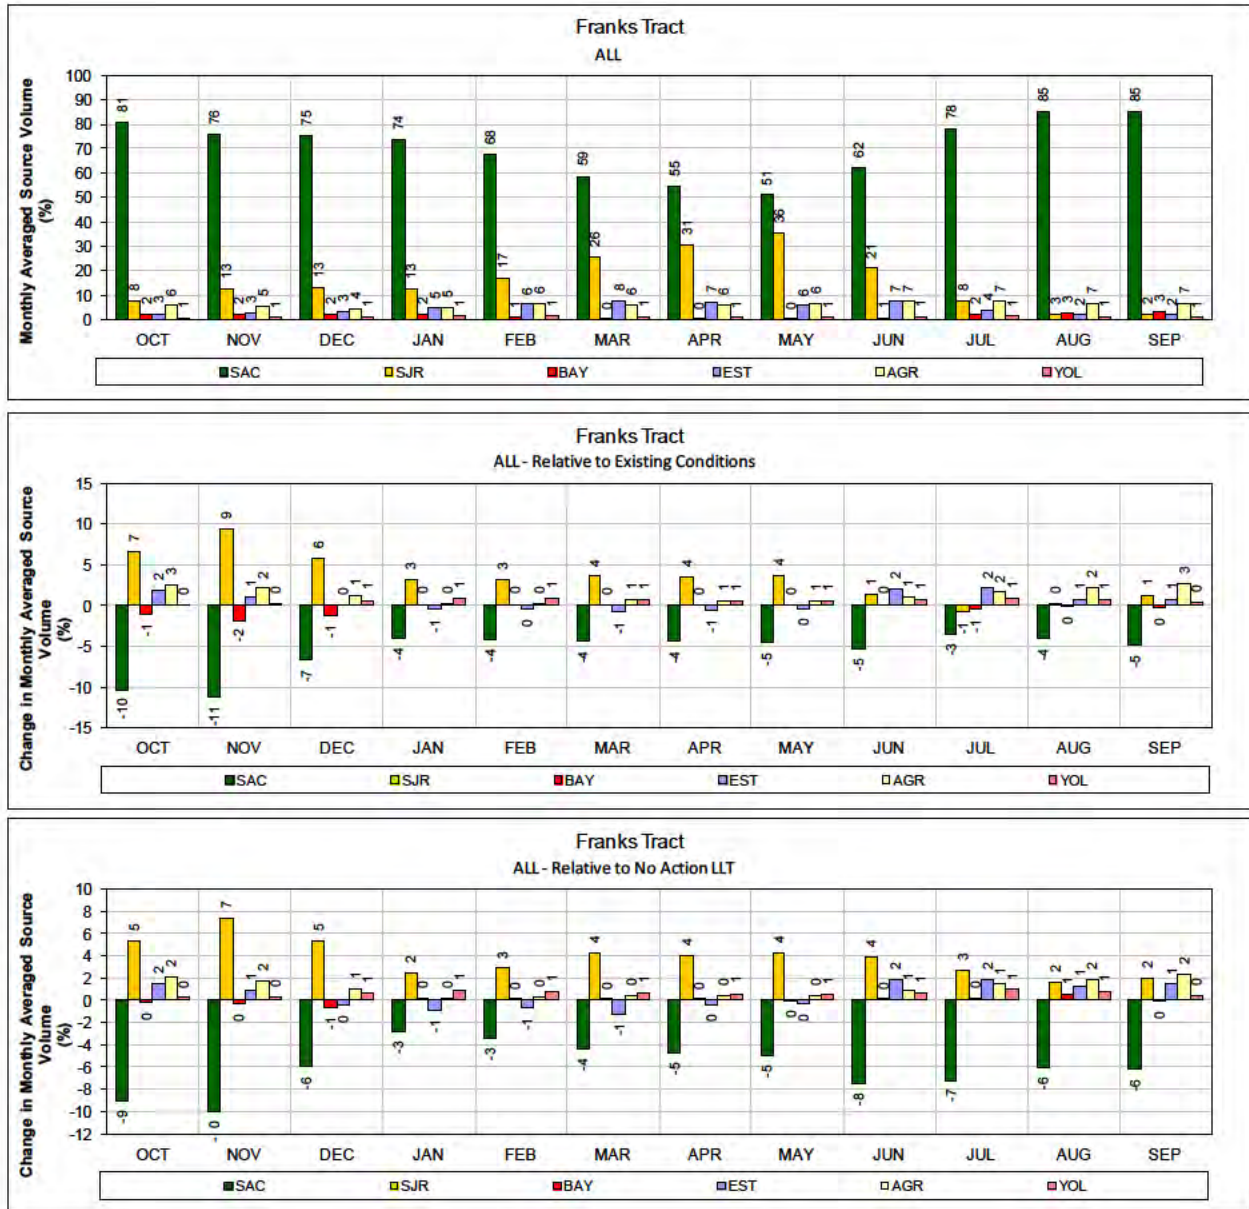 Franks Tract
ALL
Monthly Averaged Source Volume
(%)
100
90
80
70
60
50
40
30
20
10
0
81 8 2 3 6 1
76 13 2 3 5 1
75 13 2 3 4 1
74 13 2 5 5 1
68 17 1 6 6 1
59 26 0 8 6 1
55 31 0 7 6 1
51 36 0 6 6 1
62 21 1 7 7 1
78 8 2 4 7 1
85 3 3 2 7 1
85 2 3 2 7 1
OCT NOV DEC JAN FEB MAR APR MAY JUN JUL AUG SEP
SAC SJR BAY EST AGR YOL
Franks Tract
ALL - Relative to Existing Conditions
Change in Monthly Averaged Source
Volume
(%)
15
10
5
0
-5
-10
-15
-10 7 -1 2 3 0
-11 9 -2 1 2 0
-7 6 -1 0 1 1
-4 3 0 -1 0 1
-4 3 0 0 0 1
-4 4 0 -1 1 1
-4 4 0 -1 1 1
-5 4 0 0 1 1
-5 1 0 2 1 1
-3 -1 -1 2 2 1
-4 0 0 1 2 1
-5 1 0 1 3 0
OCT NOV DEC JAN FEB MAR APR MAY JUN JUL AUG SEP
SAC SJR BAY EST AGR YOL
Franks Tract
ALL - Relative to No Action LLT
Change in Monthly Averaged Source
Volume
(%)
10
8
6
4
2
0
-2
-4
-6
-8
-10
-12
-9 5 0 2 2 0
- 0 7 0 1 2 0
-6 5 -1 0 1 1
-3 2 0 -1 0 1
-3 3 0 -1 0 1
-4 4 0 -1 0 1
-5 4 0 0 0 1
-5 4 0 0 0 1
-8 4 0 2 1 1
-7 3 0 2 1 1
-6 2 1 1 2 1
-6 2 0 1 2 0
OCT NOV DEC JAN FEB MAR APR MAY JUN JUL AUG SEP
SAC SJR BAY EST AGR YOL